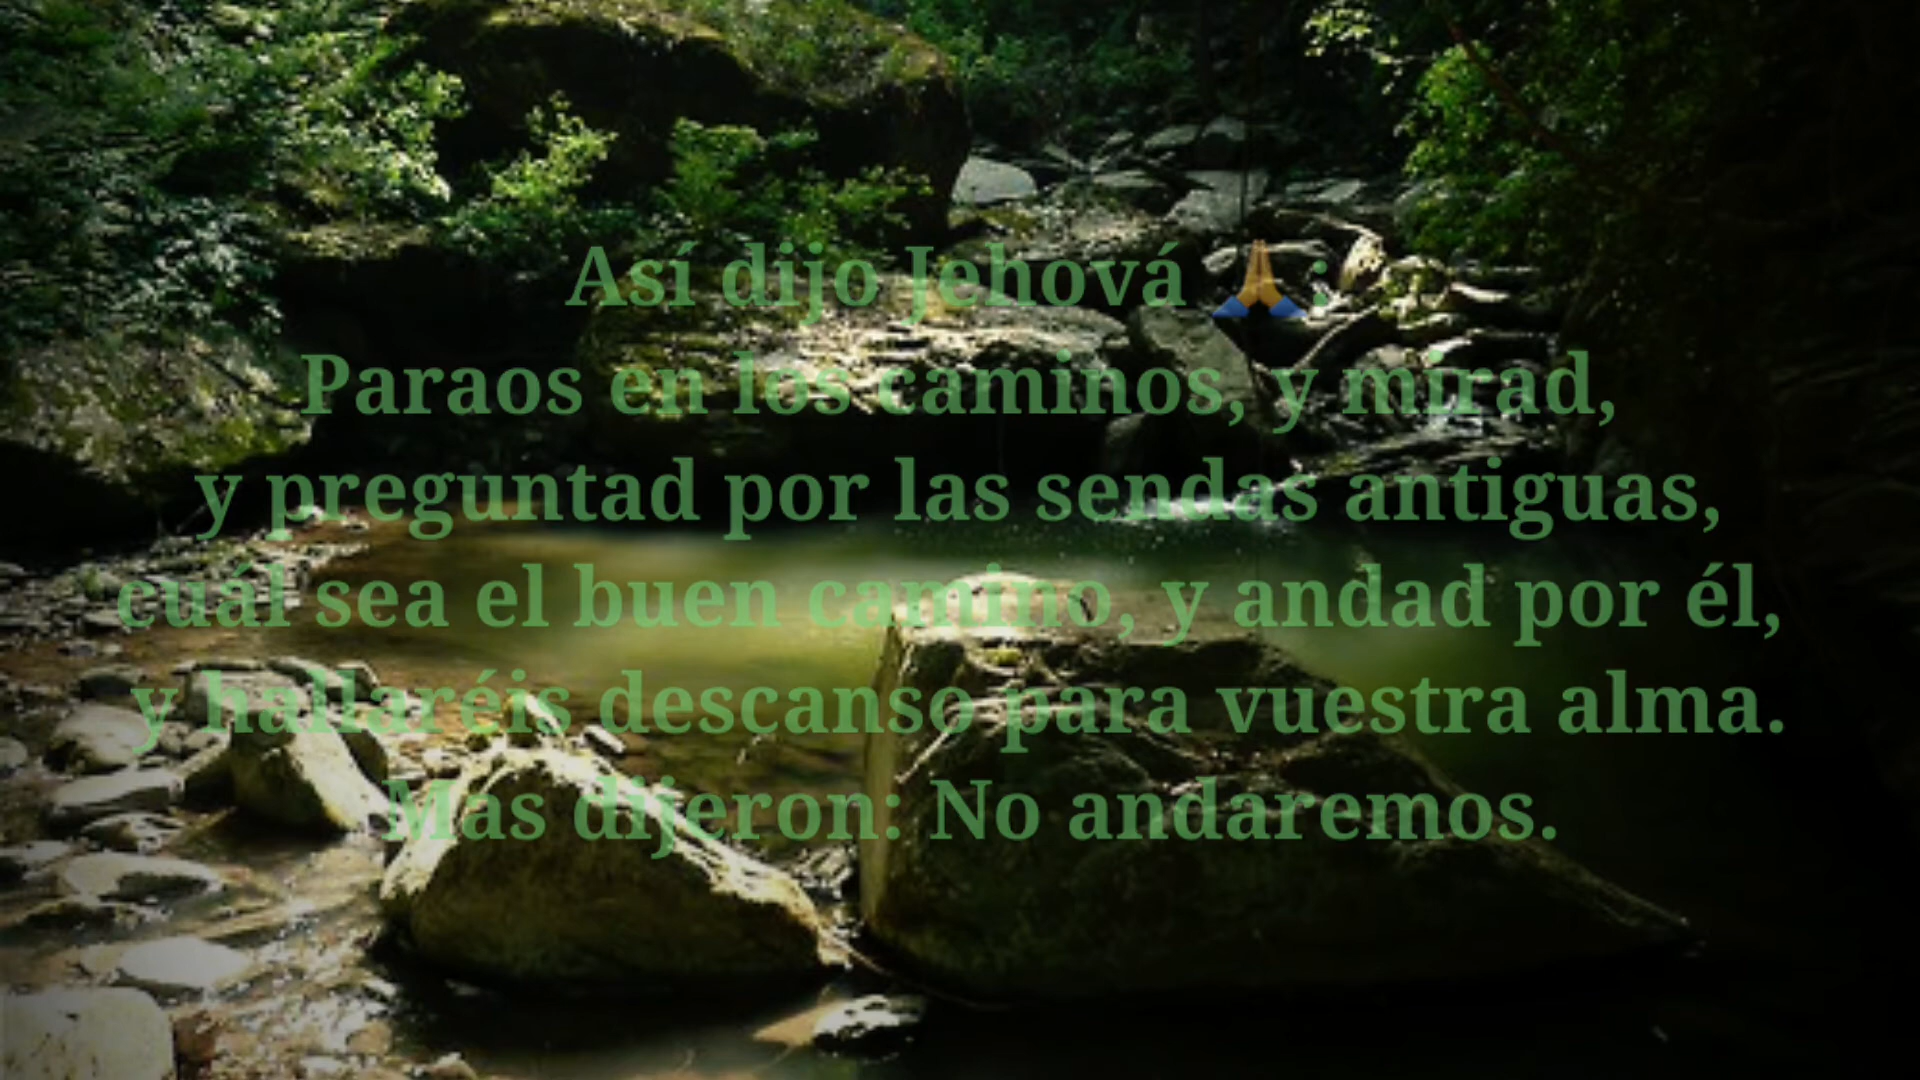 Así dijo Jehová 🙏 :
Paraos en los caminos, y mirad,
y preguntad por las sendas antiguas,
cuál sea el buen camino, y andad por él,
y hallaréis descanso para vuestra alma.
Mas dijeron: No andaremos.